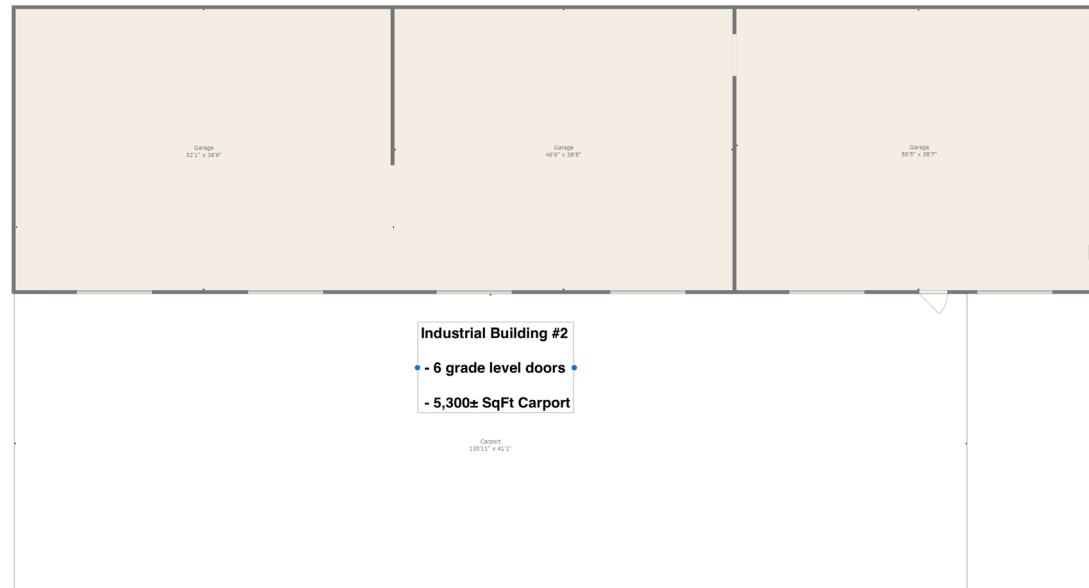 Garage
52'1" x 38'8"
Garage
46'6" x 38'8"
Garage
50'5" x 38'7"
Industrial Building #2
- 6 grade level doors
- 5,300± SqFt Carport
Carport
130'11" x 41'1"